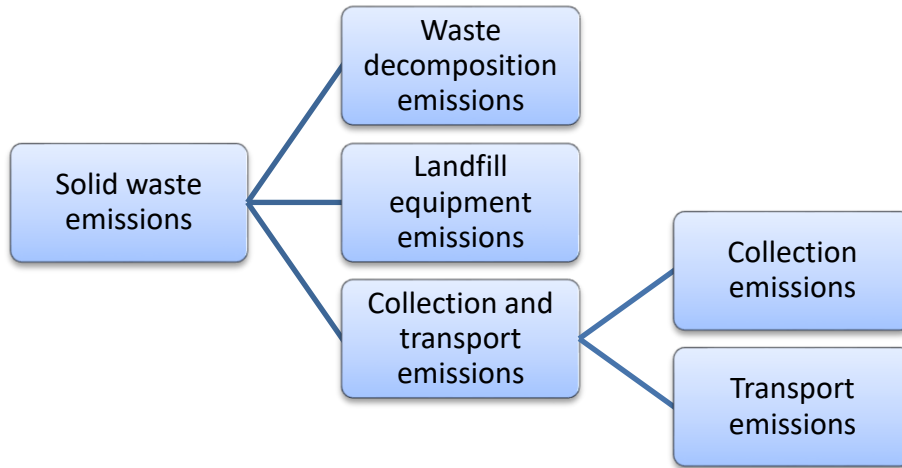 Waste
decomposition
emissions
Solid waste
emissions
Landfill
equipment
emissions
Collection and
transport
emissions
Collection
emissions
Transport
emissions